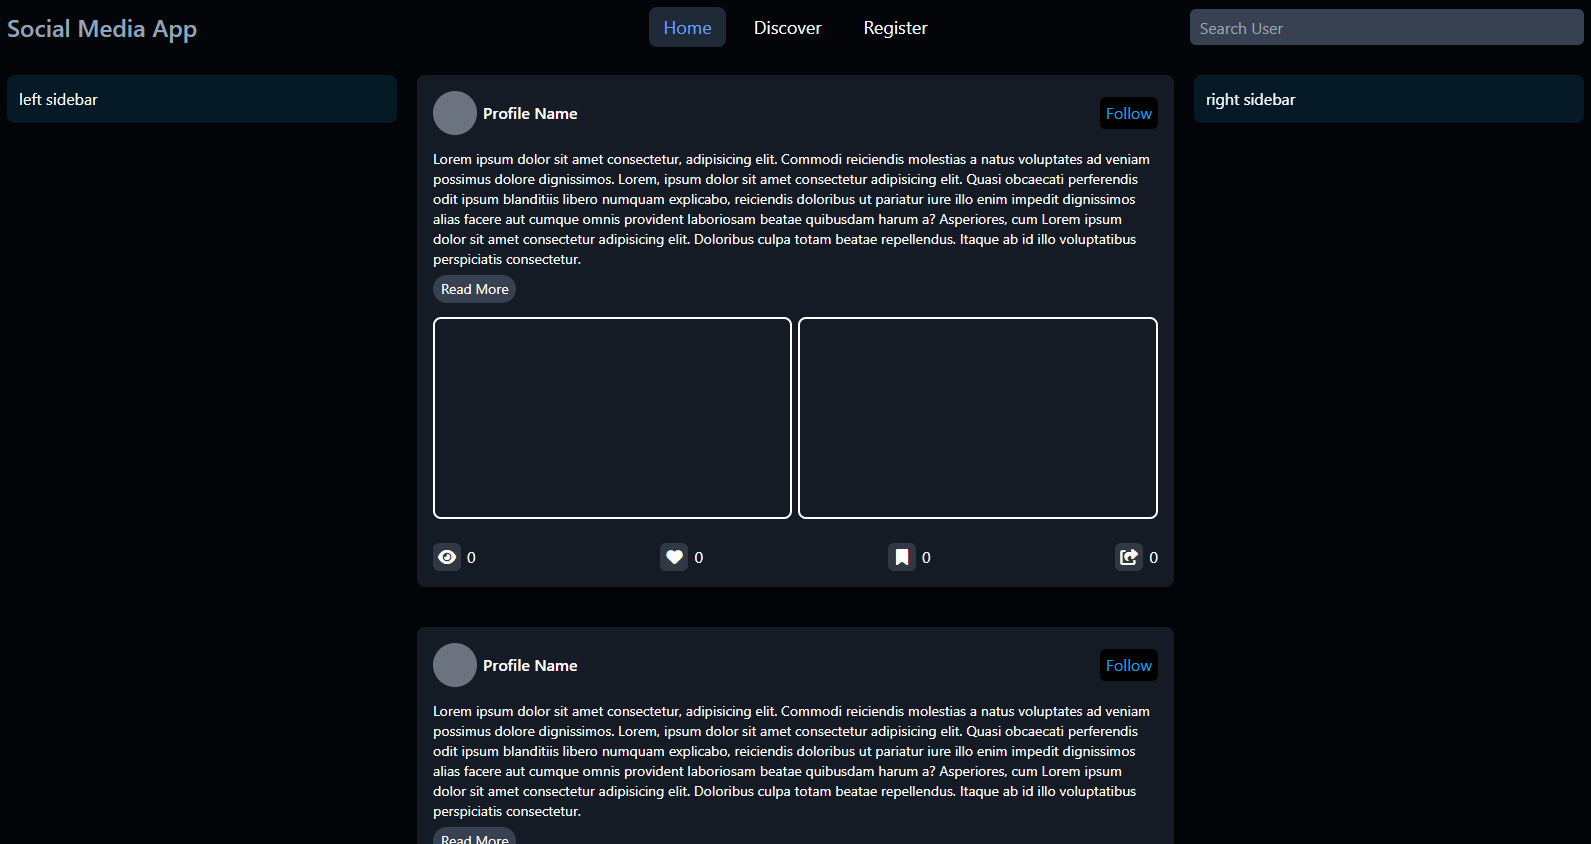 Social Media App
Home
Discover
Register
Search User
left sidebar
Profile Name
Follow
Lorem ipsum dolor sit amet consectetur, adipisicing elit. Commodi reiciendis molestias a natus voluptates ad veniam
possimus dolore dignissimos. Lorem, ipsum dolor sit amet consectetur adipisicing elit. Quasi obcaecati perferendis
odit ipsum blanditiis libero numquam explicabo, reiciendis doloribus ut pariatur iure illo enim impedit dignissimos
alias facere aut cumque omnis provident laboriosam beatae quibusdam harum a? Asperiores, cum Lorem ipsum
dolor sit amet consectetur adipisicing elit. Doloribus culpa totam beatae repellendus. Itaque ab id illo voluptatibus
perspiciatis consectetur.
Read More
0
0
0
0
right sidebar
Profile Name
Follow
Lorem ipsum dolor sit amet consectetur, adipisicing elit. Commodi reiciendis molestias a natus voluptates ad veniam
possimus dolore dignissimos. Lorem, ipsum dolor sit amet consectetur adipisicing elit. Quasi obcaecati perferendis
odit ipsum blanditiis libero numquam explicabo, reiciendis doloribus ut pariatur iure illo enim impedit dignissimos
alias facere aut cumque omnis provident laboriosam beatae quibusdam harum a? Asperiores, cum Lorem ipsum
dolor sit amet consectetur adipisicing elit. Doloribus culpa totam beatae repellendus. Itaque ab id illo voluptatibus
perspiciatis consectetur.
Read More